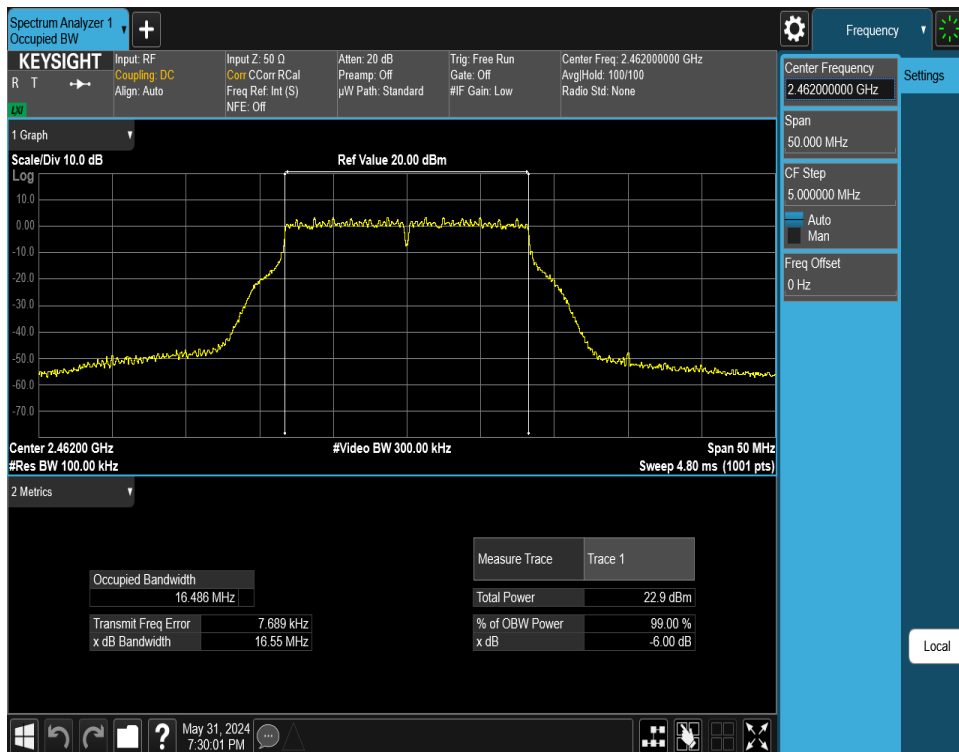 Spectrum Analyzer 1
Occupied BW
Frequency
KEYSIGHT
R T
LXI
Input: RF
Coupling: DC
Align: Auto
Input Z: 50 Ω
Corr CCorr RCal
Freq Ref: Int (S)
NFE: Off
Atten: 20 dB
Preamp: Off
µW Path: Standard
Trig: Free Run
Gate: Off
#IF Gain: Low
Center Freq: 2.462000000 GHz
Avg|Hold: 100/100
Radio Std: None
Center Frequency
2.462000000 GHz
Settings
Span
50.000 MHz
CF Step
5.000000 MHz
Auto
Man
Freq Offset
0 Hz
Local
1 Graph
Scale/Div 10.0 dB
Ref Value 20.00 dBm
Log
10.0
0.00
-10.0
-20.0
-30.0
-40.0
-50.0
-60.0
-70.0
Center 2.46200 GHz
#Video BW 300.00 kHz
Span 50 MHz
#Res BW 100.00 kHz
Sweep 4.80 ms (1001 pts)
2 Metrics
Occupied Bandwidth
16.486 MHz
Transmit Freq Error 7.689 kHz
x dB Bandwidth 16.55 MHz
Measure Trace Trace 1
Total Power 22.9 dBm
% of OBW Power 99.00 %
x dB -6.00 dB
May 31, 2024
7:30:01 PM